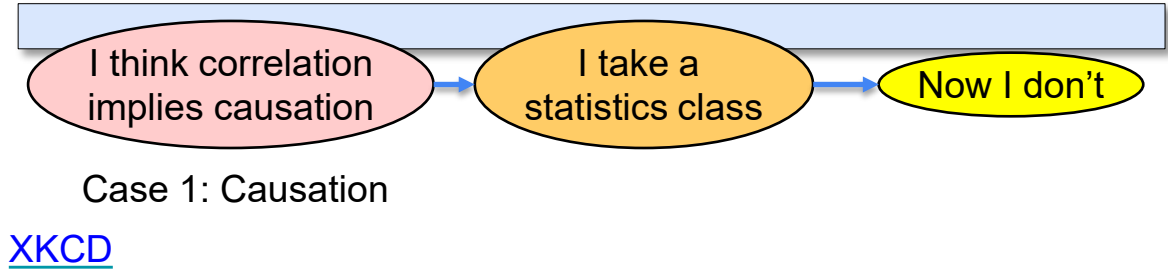 I think correlation
implies causation
I take a
statistics class
Now I don't
Case 1: Causation
XKCD